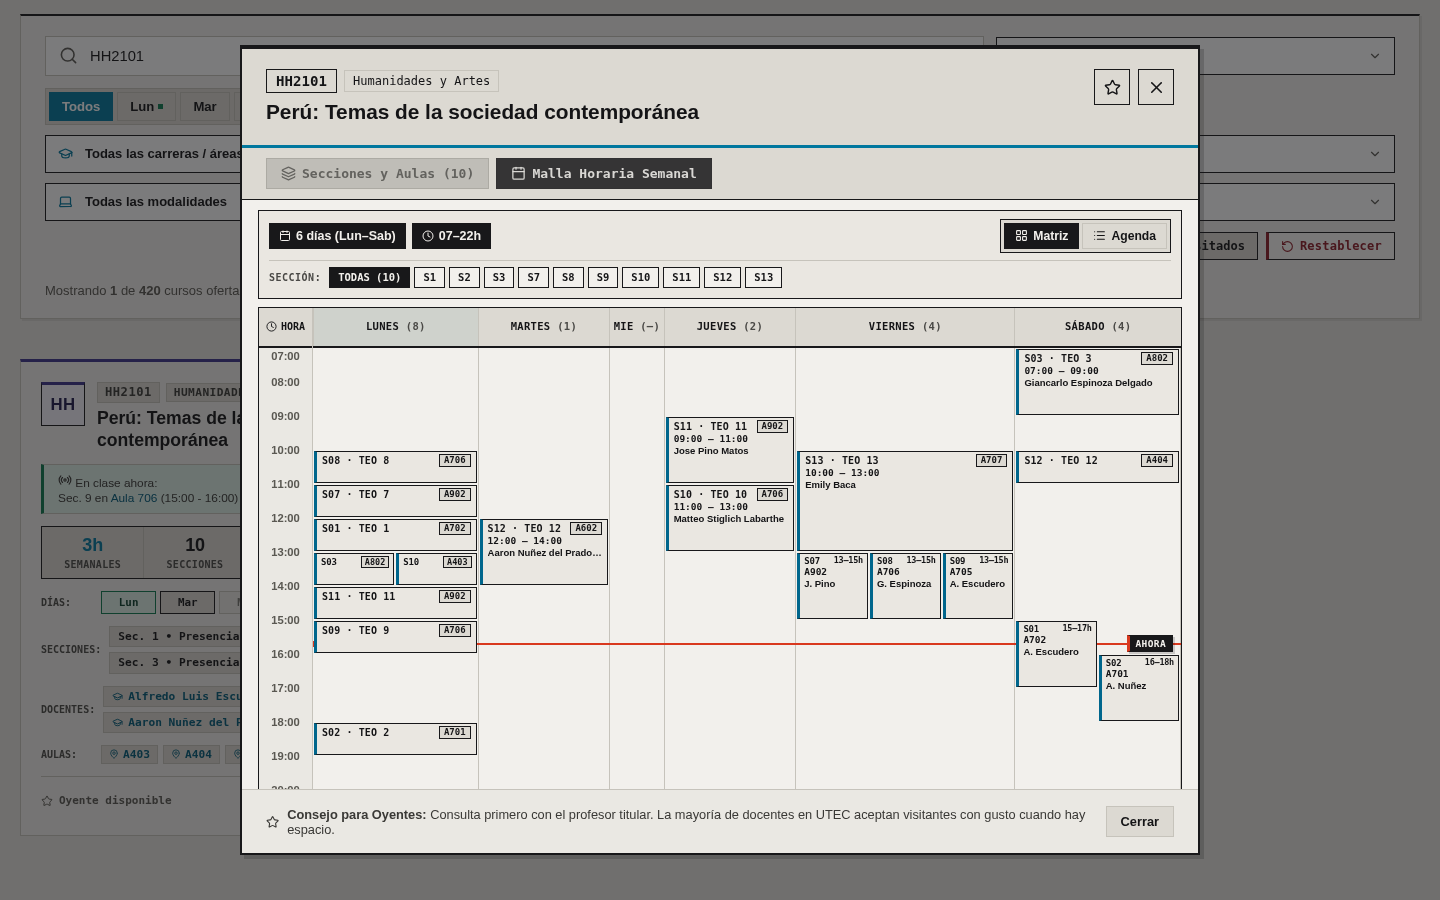 HH2101
Todos
Lun
Mar
Todas las carreras / áreas
Todas las modalidades
Restablecer
Mostrando 1 de 420 cursos
HH2101
Humanidades y Artes
Perú: Temas de la sociedad contemporánea
Secciones y Aulas (10)
Malla Horaria Semanal
6 días (Lun–Sab)
07–22h
Matriz
Agenda
SECCIÓN:
TODAS (10)
S1
S2
S3
S7
S8
S9
S10
S11
S12
S13
HORA
LUNES (8)
MARTES (1)
MIE (–)
JUEVES (2)
VIERNES (4)
SÁBADO (4)
07:00
08:00
09:00
10:00
11:00
12:00
13:00
14:00
15:00
16:00
17:00
18:00
19:00
S08 · TEO 8
A706
S07 · TEO 7
A902
S01 · TEO 1
A702
S03
A802
S10
A403
S11 · TEO 11
A902
S09 · TEO 9
A706
S02 · TEO 2
A701
S12 · TEO 12
A602
12:00 – 14:00
Aaron Nuñez del Prado…
S11 · TEO 11
A902
09:00 – 11:00
Jose Pino Matos
S10 · TEO 10
A706
11:00 – 13:00
Matteo Stiglich Labarthe
S13 · TEO 13
A707
10:00 – 13:00
Emily Baca
S07
13–15h
A902
J. Pino
S08
13–15h
A706
G. Espinoza
S09
13–15h
A705
A. Escudero
S03 · TEO 3
A802
07:00 – 09:00
Giancarlo Espinoza Delgado
S12 · TEO 12
A404
S01
15–17h
A702
A. Escudero
AHORA
S02
16–18h
A701
A. Nuñez
Consejo para Oyentes: Consulta primero con el profesor titular. La mayoría de docentes en UTEC aceptan visitantes con gusto cuando hay
espacio.
Cerrar
HH
HH2101
Perú: Temas de la
contemporánea
En clase ahora:
Sec. 9 en Aula 706 (15:00 - 16:00)
3h
SEMANALES
10
SECCIONES
DÍAS:
Lun
Mar
SECCIONES:
Sec. 1 •
Sec. 3 •
DOCENTES:
Alfredo Luis
Aaron Nuñez del
AULAS:
A403
A404
Oyente disponible